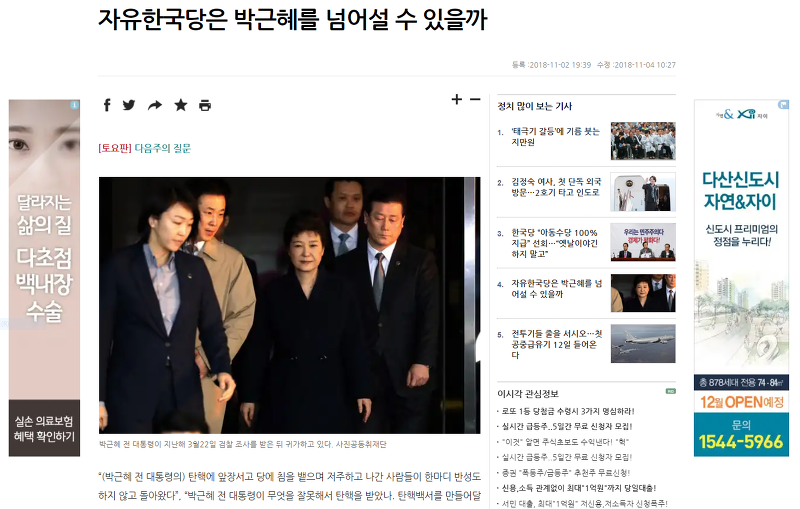 자유한국당은 박근혜를 넘어설 수 있을까
등록 :2018-11-02 19:39 수정 :2018-11-04 10:27
[토요판] 다음주의 질문
박근혜 전 대통령이 지난해 3월22일 검찰 조사를 받은 뒤 귀가하고 있다. 사진공동취재단
“(박근혜 전 대통령의) 탄핵에 앞장서고 당에 침을 뱉으며 저주하고 나간 사람들이 한마디 반성도
하지 않고 돌아왔다”, “박근혜 전 대통령이 무엇을 잘못해서 탄핵을 받았나. 탄핵백서를 만들어달
정치 많이 보는 기사
1. ‘태극기 갈등’에 기름 붓는
지만원
2. 김정숙 여사, 첫 단독 외국
방문…2호기 타고 인도로
3. 한국당 “아동수당 100%
지급” 선회…“옛날이야긴
하지 말고”
우리는 민주주의다
4. 자유한국당은 박근혜를 넘
어설 수 있을까
5. 전투기들 줄을 서시오…첫
공중급유기 12일 들어온
다
이시각 관심정보
AD
· 로또 1등 당첨금 수령시 3가지 명심하라!
· 실시간 급등주..5일간 무료 신청자 모집!
· "이것" 알면 주식초보도 수익낸다! "헉"
· 실시간 급등주..5일간 무료 신청자 모집!
· 증권 "폭등주/급등주" 추천주 무료신청!
· 신용,소득 관계없이 최대"1억원"까지 당일대출!
· 서민 대출, 최대"1억원" 저신용,저소득자 신청폭주!
달라지는
삶의 질
다초점
백내장
수술
실손 의료보험
혜택 확인하기
자연& Xi 자이
다산신도시
자연&자이
신도시 프리미엄의
정점을 누리다!
총 878세대 전용 74·84㎡
12월 OPEN예정
문의
1544-5966